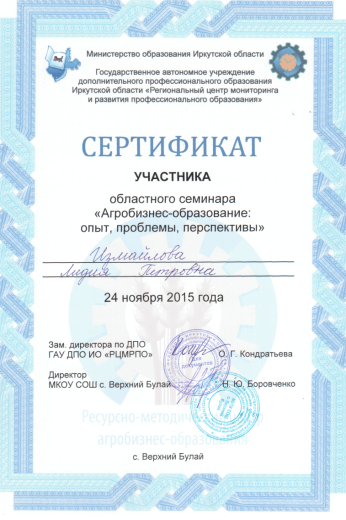 Министерство образования Иркутской области
Государственное автономное учреждение
дополнительного профессионального образования
Иркутской области «Региональный центр мониторинга
и развития профессионального образования»
СЕРТИФИКАТ
УЧАСТНИКА
областного семинара
«Агробизнес-образование:
опыт, проблемы, перспективы»
Измайлова
Лидия Петровна
24 ноября 2015 года
Зам. директора по ДПО
ГАУ ДПО ИО «РЦМРПО» О. Г. Кондратьева
Для документов
Директор
МКОУ СОШ с. Верхний Булай Н. Ю. Боровченко
агробизнес-образования
с. Верхний Булай